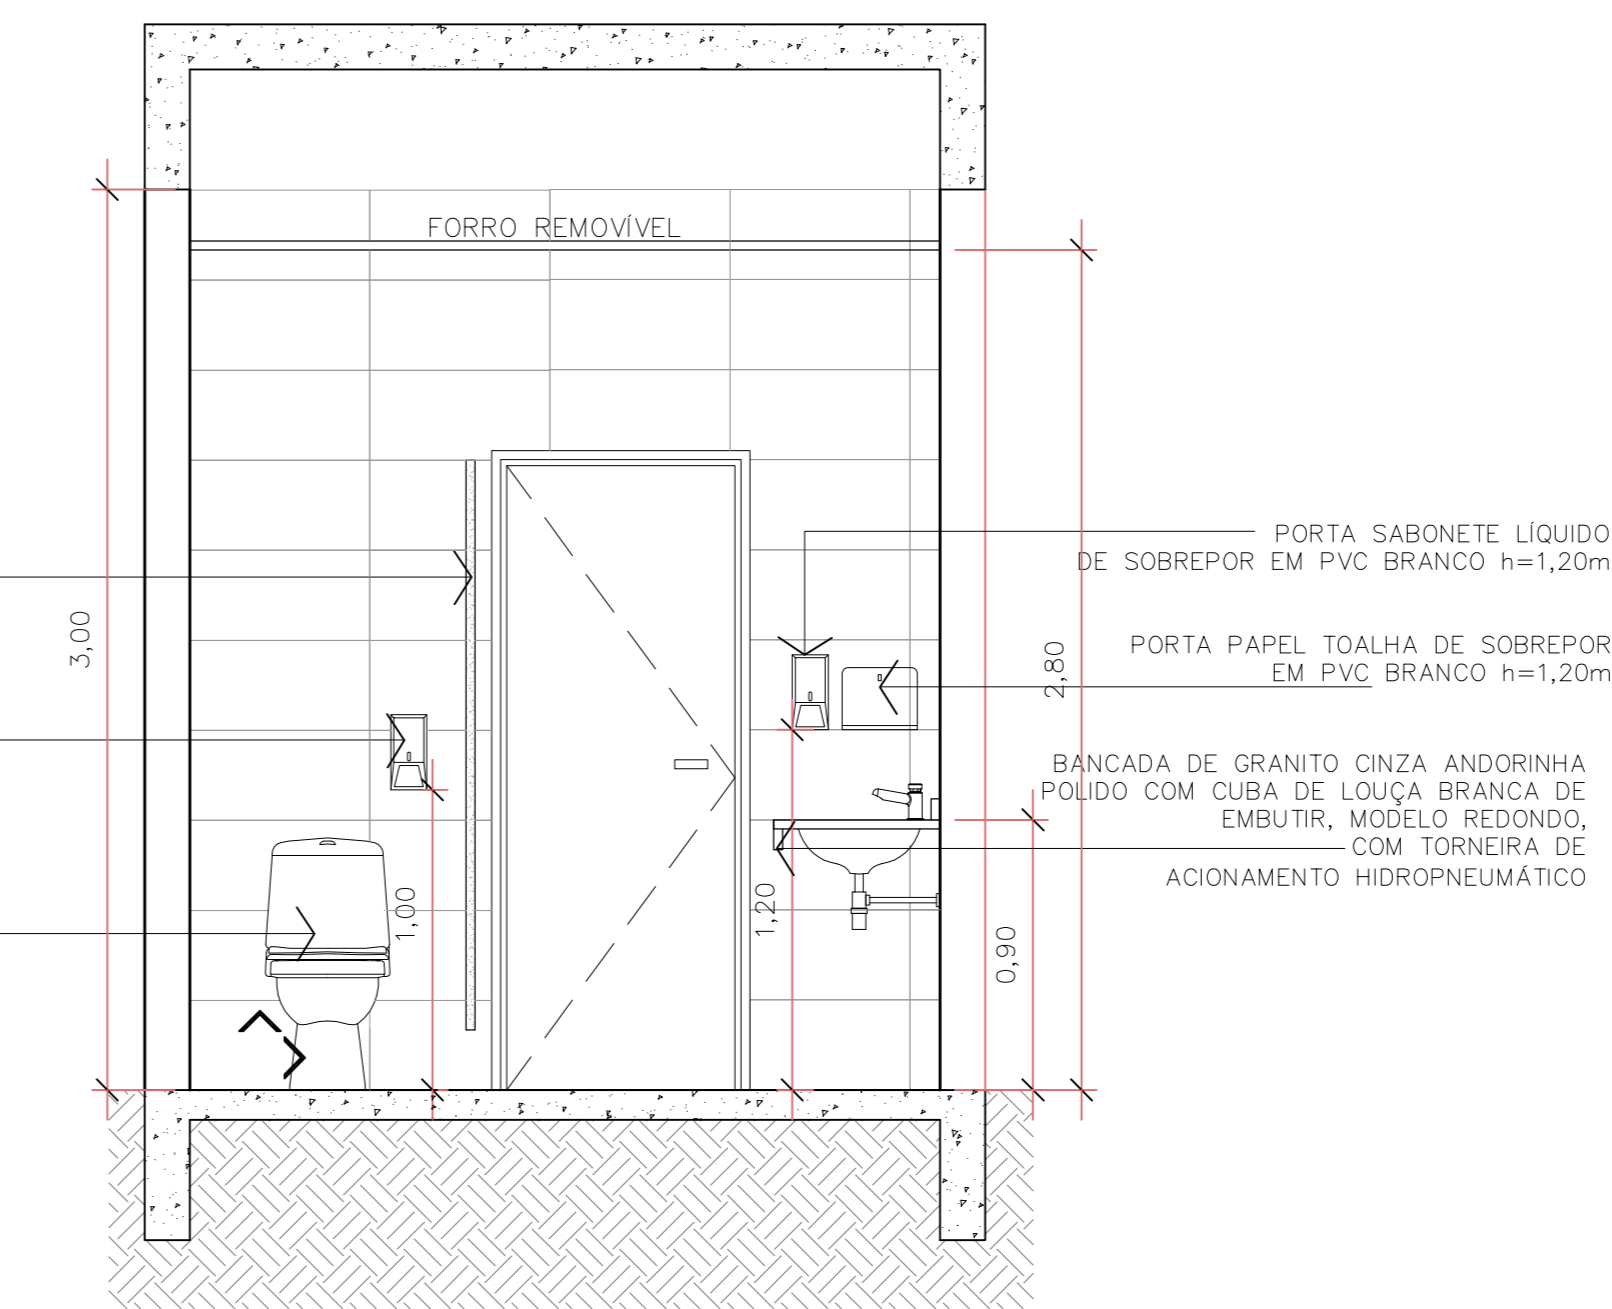 FORRO REMOVÍVEL
PORTA SABONETE LÍQUIDO
DE SOBREPOR EM PVC BRANCO h=1,20m
3,00
PORTA PAPEL TOALHA DE SOBREPOR
EM PVC BRANCO h=1,20m
2,80
BANCADA DE GRANITO CINZA ANDORINHA
POLIDO COM CUBA DE LOUÇA BRANCA DE
EMBUTIR, MODELO REDONDO,
COM TORNEIRA DE
ACIONAMENTO HIDROPNEUMÁTICO
1,00
1,20
0,90